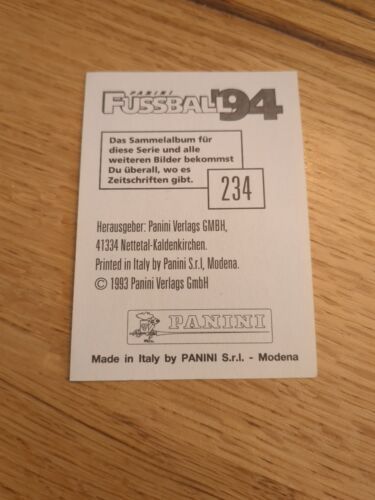 PANINI
FUSSBALL '94
Das Sammelalbum für
diese Serie und alle
weiteren Bilder bekommst
Du überall, wo es
Zeitschriften gibt.
234
Herausgeber: Panini Verlags GMBH,
41334 Nettetal-Kaldenkirchen.
Printed in Italy by Panini S.r.l, Modena.
© 1993 Panini Verlags GmbH
PANINI
Made in Italy by PANINI S.r.l. - Modena